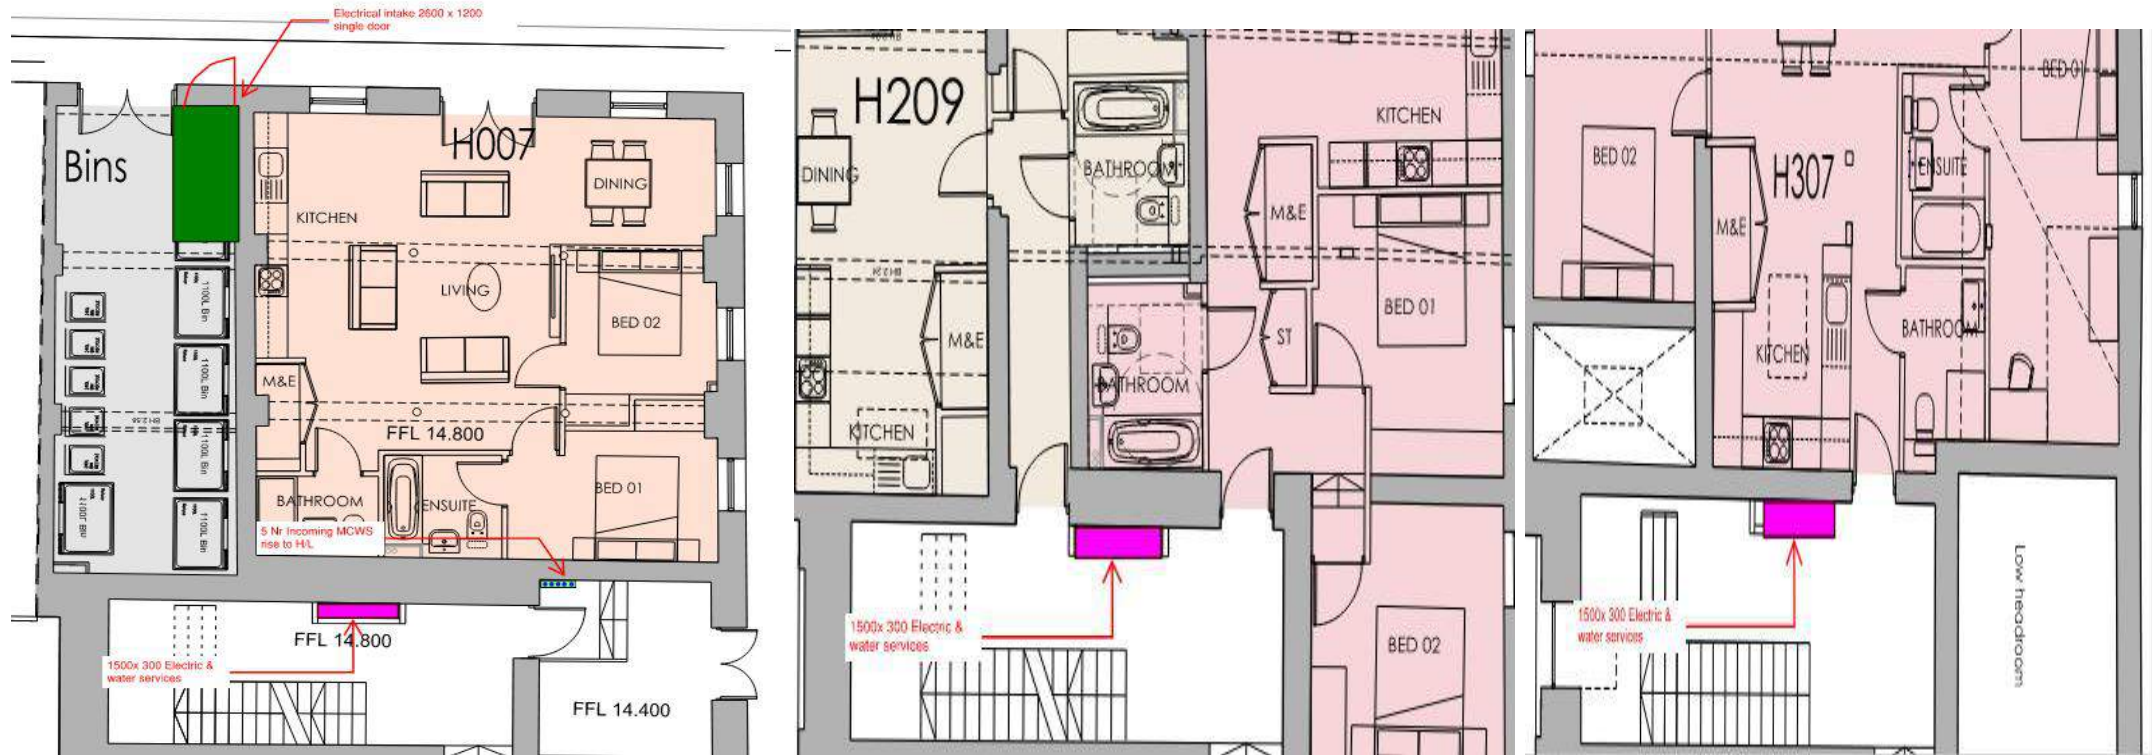 Electrical intake 2600 x 1200
single door
Bins
H007
DINING
KITCHEN
LIVING
BED 02
M&E
FFL 14.800
BATHROOM
ENSUITE
BED 01
1100L Bin
1100L Bin
1100L Bin
1100L Bin
1100L Bin
5 Nr Incoming MCWS
rise to H/L
FFL 14.800
1500x 300 Electric &
water services
FFL 14.400
H209
DINING
BATHROOM
KITCHEN
M&E
M&E
BED 01
ST
BATHROOM
KITCHEN
1500x 300 Electric &
water services
BED 02
BED 01
BED 02
H307
ENSUITE
M&E
BATHROOM
KITCHEN
1500x 300 Electric &
water services
Low headroom